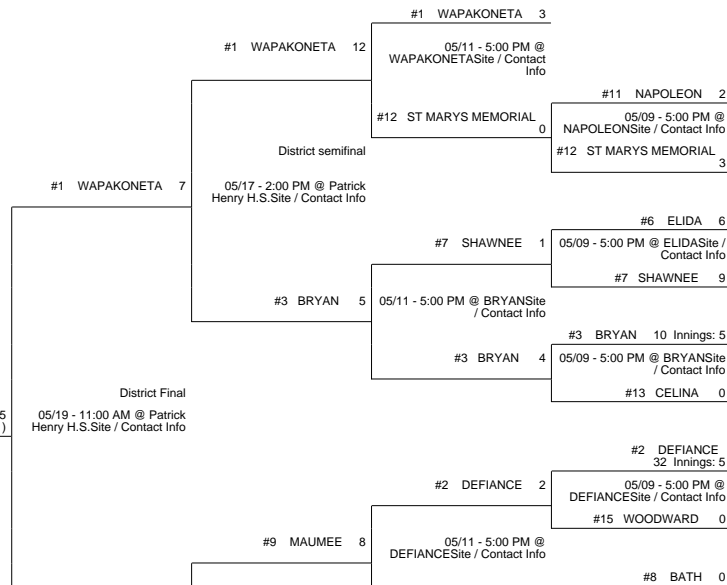 #1 WAPAKONETA 3
#1 WAPAKONETA 12
05/11 - 5:00 PM @
WAPAKONETASite / Contact
Info
#11 NAPOLEON 2
#12 ST MARYS MEMORIAL
0
05/09 - 5:00 PM @
NAPOLEONSite / Contact Info
#12 ST MARYS MEMORIAL
3
District semifinal
#1 WAPAKONETA 7
05/17 - 2:00 PM @ Patrick
Henry H.S.Site / Contact Info
#6 ELIDA 6
#7 SHAWNEE 1
05/09 - 5:00 PM @ ELIDASite /
Contact Info
#7 SHAWNEE 9
#3 BRYAN 5
05/11 - 5:00 PM @ BRYANSite
/ Contact Info
#3 BRYAN 10 Innings: 5
#3 BRYAN 4
05/09 - 5:00 PM @ BRYANSite
/ Contact Info
#13 CELINA 0
District Final
5
)
05/19 - 11:00 AM @ Patrick
Henry H.S.Site / Contact Info
#2 DEFIANCE
32 Innings: 5
#2 DEFIANCE 2
05/09 - 5:00 PM @
DEFIANCESite / Contact Info
#15 WOODWARD 0
#9 MAUMEE 8
05/11 - 5:00 PM @
DEFIANCESite / Contact Info
#8 BATH 0